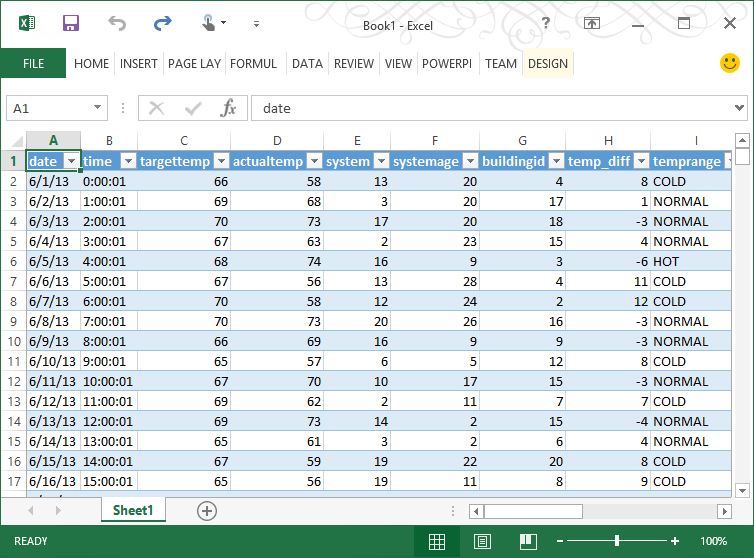 Book1 - Excel
FILE HOME INSERT PAGE LAY FORMUL DATA REVIEW VIEW POWERPI TEAM DESIGN
A1 fx date
A B C D E F G H I
1 date time targettemp actualtemp system systemage buildingid temp_diff temprange
2 6/1/13 0:00:01 66 58 13 20 4 8 COLD
3 6/2/13 1:00:01 69 68 3 20 17 1 NORMAL
4 6/3/13 2:00:01 70 73 17 20 18 -3 NORMAL
5 6/4/13 3:00:01 67 63 2 23 15 4 NORMAL
6 6/5/13 4:00:01 68 74 16 9 3 -6 HOT
7 6/6/13 5:00:01 67 56 13 28 4 11 COLD
8 6/7/13 6:00:01 70 58 12 24 2 12 COLD
9 6/8/13 7:00:01 70 73 20 26 16 -3 NORMAL
10 6/9/13 8:00:01 66 69 16 9 9 -3 NORMAL
11 6/10/13 9:00:01 65 57 6 5 12 8 COLD
12 6/11/13 10:00:01 67 70 10 17 15 -3 NORMAL
13 6/12/13 11:00:01 69 62 2 11 7 7 COLD
14 6/13/13 12:00:01 69 73 14 2 15 -4 NORMAL
15 6/14/13 13:00:01 65 61 3 2 6 4 NORMAL
16 6/15/13 14:00:01 67 59 19 22 20 8 COLD
17 6/16/13 15:00:01 65 56 19 11 8 9 COLD
Sheet1
READY 100%